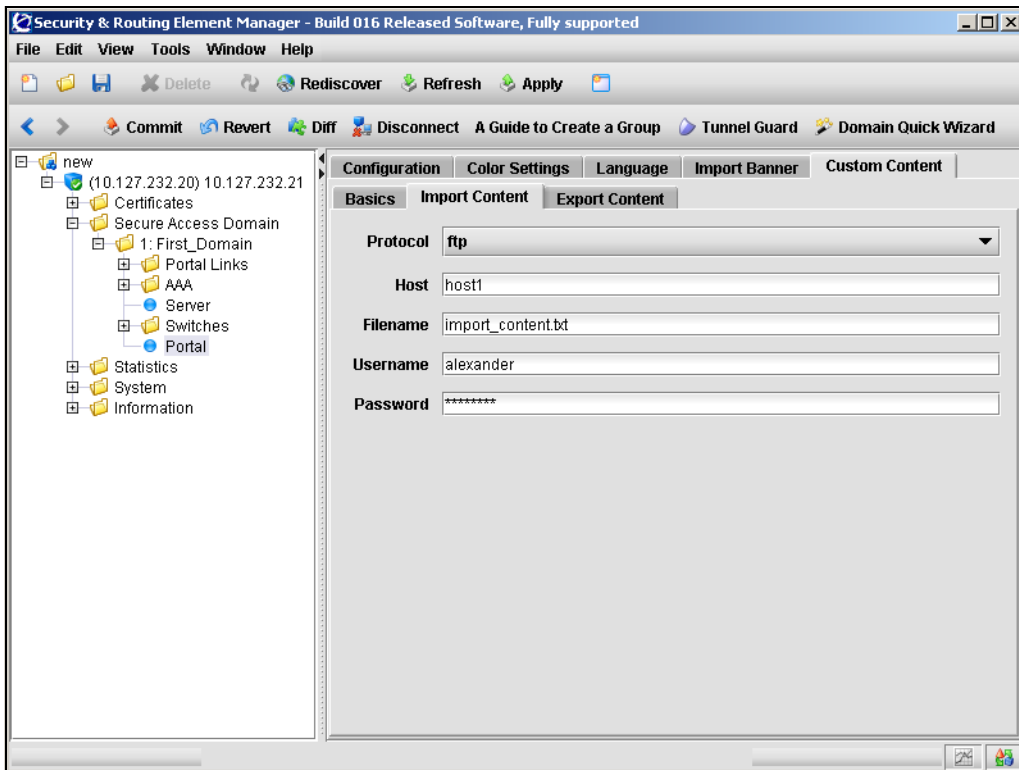 Security & Routing Element Manager - Build 016 Released Software, Fully supported
File Edit View Tools Window Help
Delete Rediscover Refresh Apply
Commit Revert Diff Disconnect A Guide to Create a Group Tunnel Guard Domain Quick Wizard
new
(10.127.232.20) 10.127.232.21
Certificates
Secure Access Domain
1: First_Domain
Portal Links
AAA
Server
Switches
Portal
Statistics
System
Information
Configuration Color Settings Language Import Banner Custom Content
Basics Import Content Export Content
Protocol ftp
Host host1
Filename import_content.txt
Username alexander
Password ********